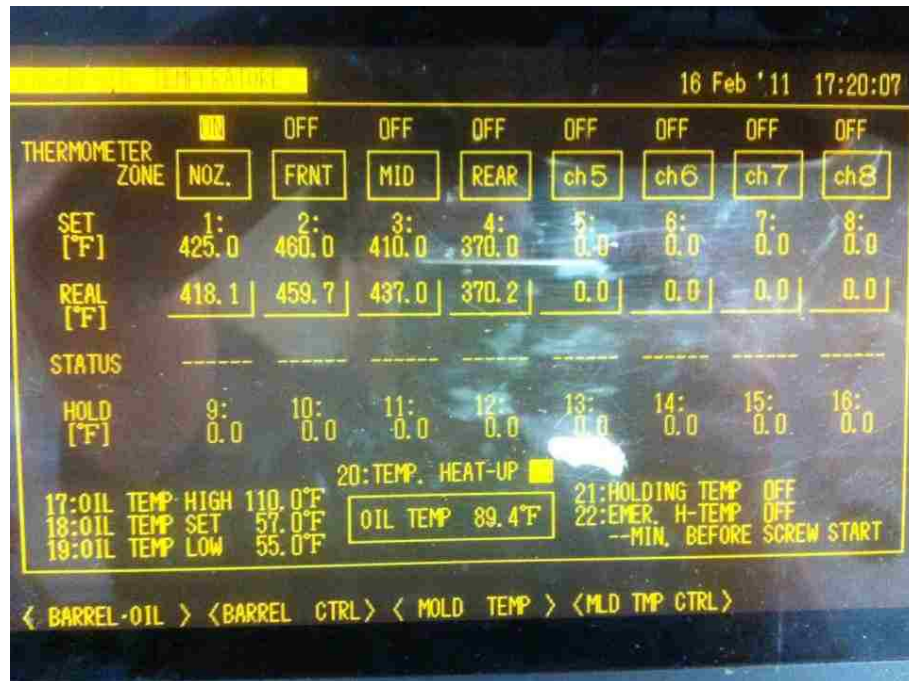 TEMPERATURE 16 Feb '11 17:20:07
ON OFF OFF OFF OFF OFF OFF OFF
THERMOMETER
ZONE NOZ. FRNT MID REAR ch5 ch6 ch7 ch8
SET 1: 2: 3: 4: 5: 6: 7: 8:
[°F] 425.0 460.0 410.0 370.0 0.0 0.0 0.0 0.0
REAL 418.1 459.7 437.0 370.2 0.0 0.0 0.0 0.0
[°F]
STATUS ------ ------ ------ ------ ------ ------ ------ ------
HOLD 9: 10: 11: 12: 13: 14: 15: 16:
[°F] 0.0 0.0 0.0 0.0 0.0 0.0 0.0 0.0
20:TEMP. HEAT-UP
17:OIL TEMP HIGH 110.0°F 21:HOLDING TEMP OFF
18:OIL TEMP SET 57.0°F OIL TEMP 89.4°F 22:EMER. H-TEMP OFF
19:OIL TEMP LOW 55.0°F --MIN. BEFORE SCREW START
< BARREL·OIL > <BARREL CTRL> < MOLD TEMP > <MLD TMP CTRL>